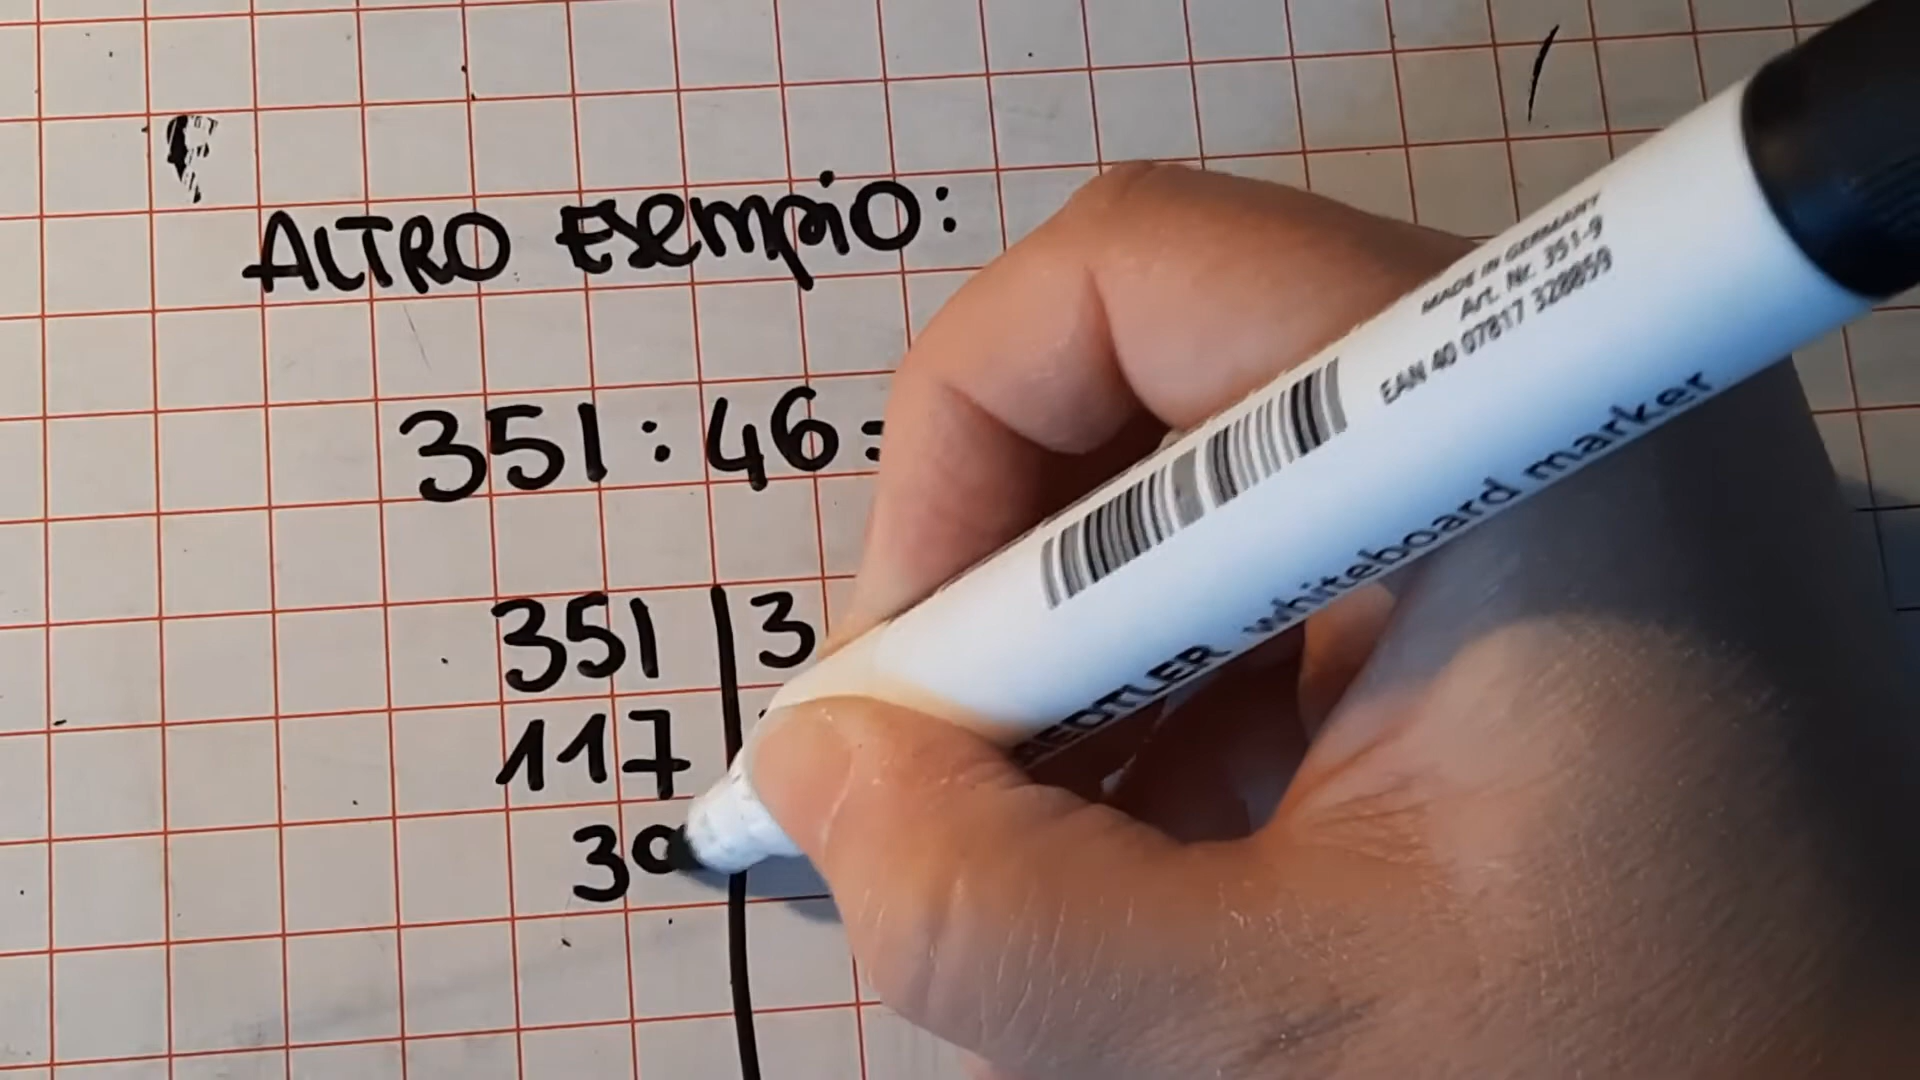 ALTRO ESEMPIO:
351 : 46 =
351 | 3
117
39
MADE IN GERMANY
Art. Nr. 351-9
EAN 40 07817 328859
whiteboard marker